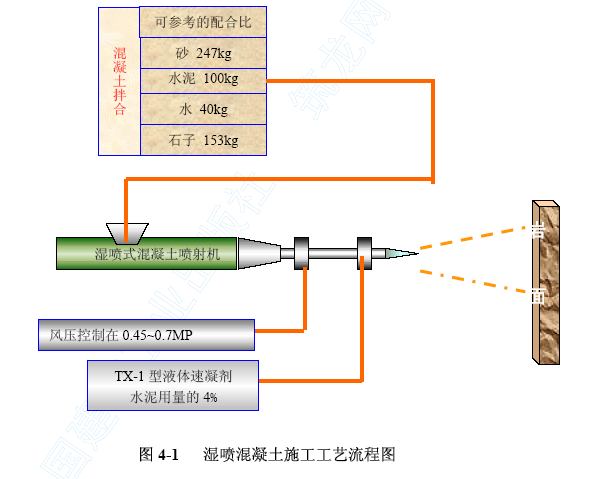 可参考的配合比
混凝土拌合
砂 247kg
水泥 100kg
水 40kg
石子 153kg
湿喷式混凝土喷射机
岩
面
风压控制在 0.45~0.7MP
TX-1 型液体速凝剂
水泥用量的 4%
图 4-1 湿喷混凝土施工工艺流程图